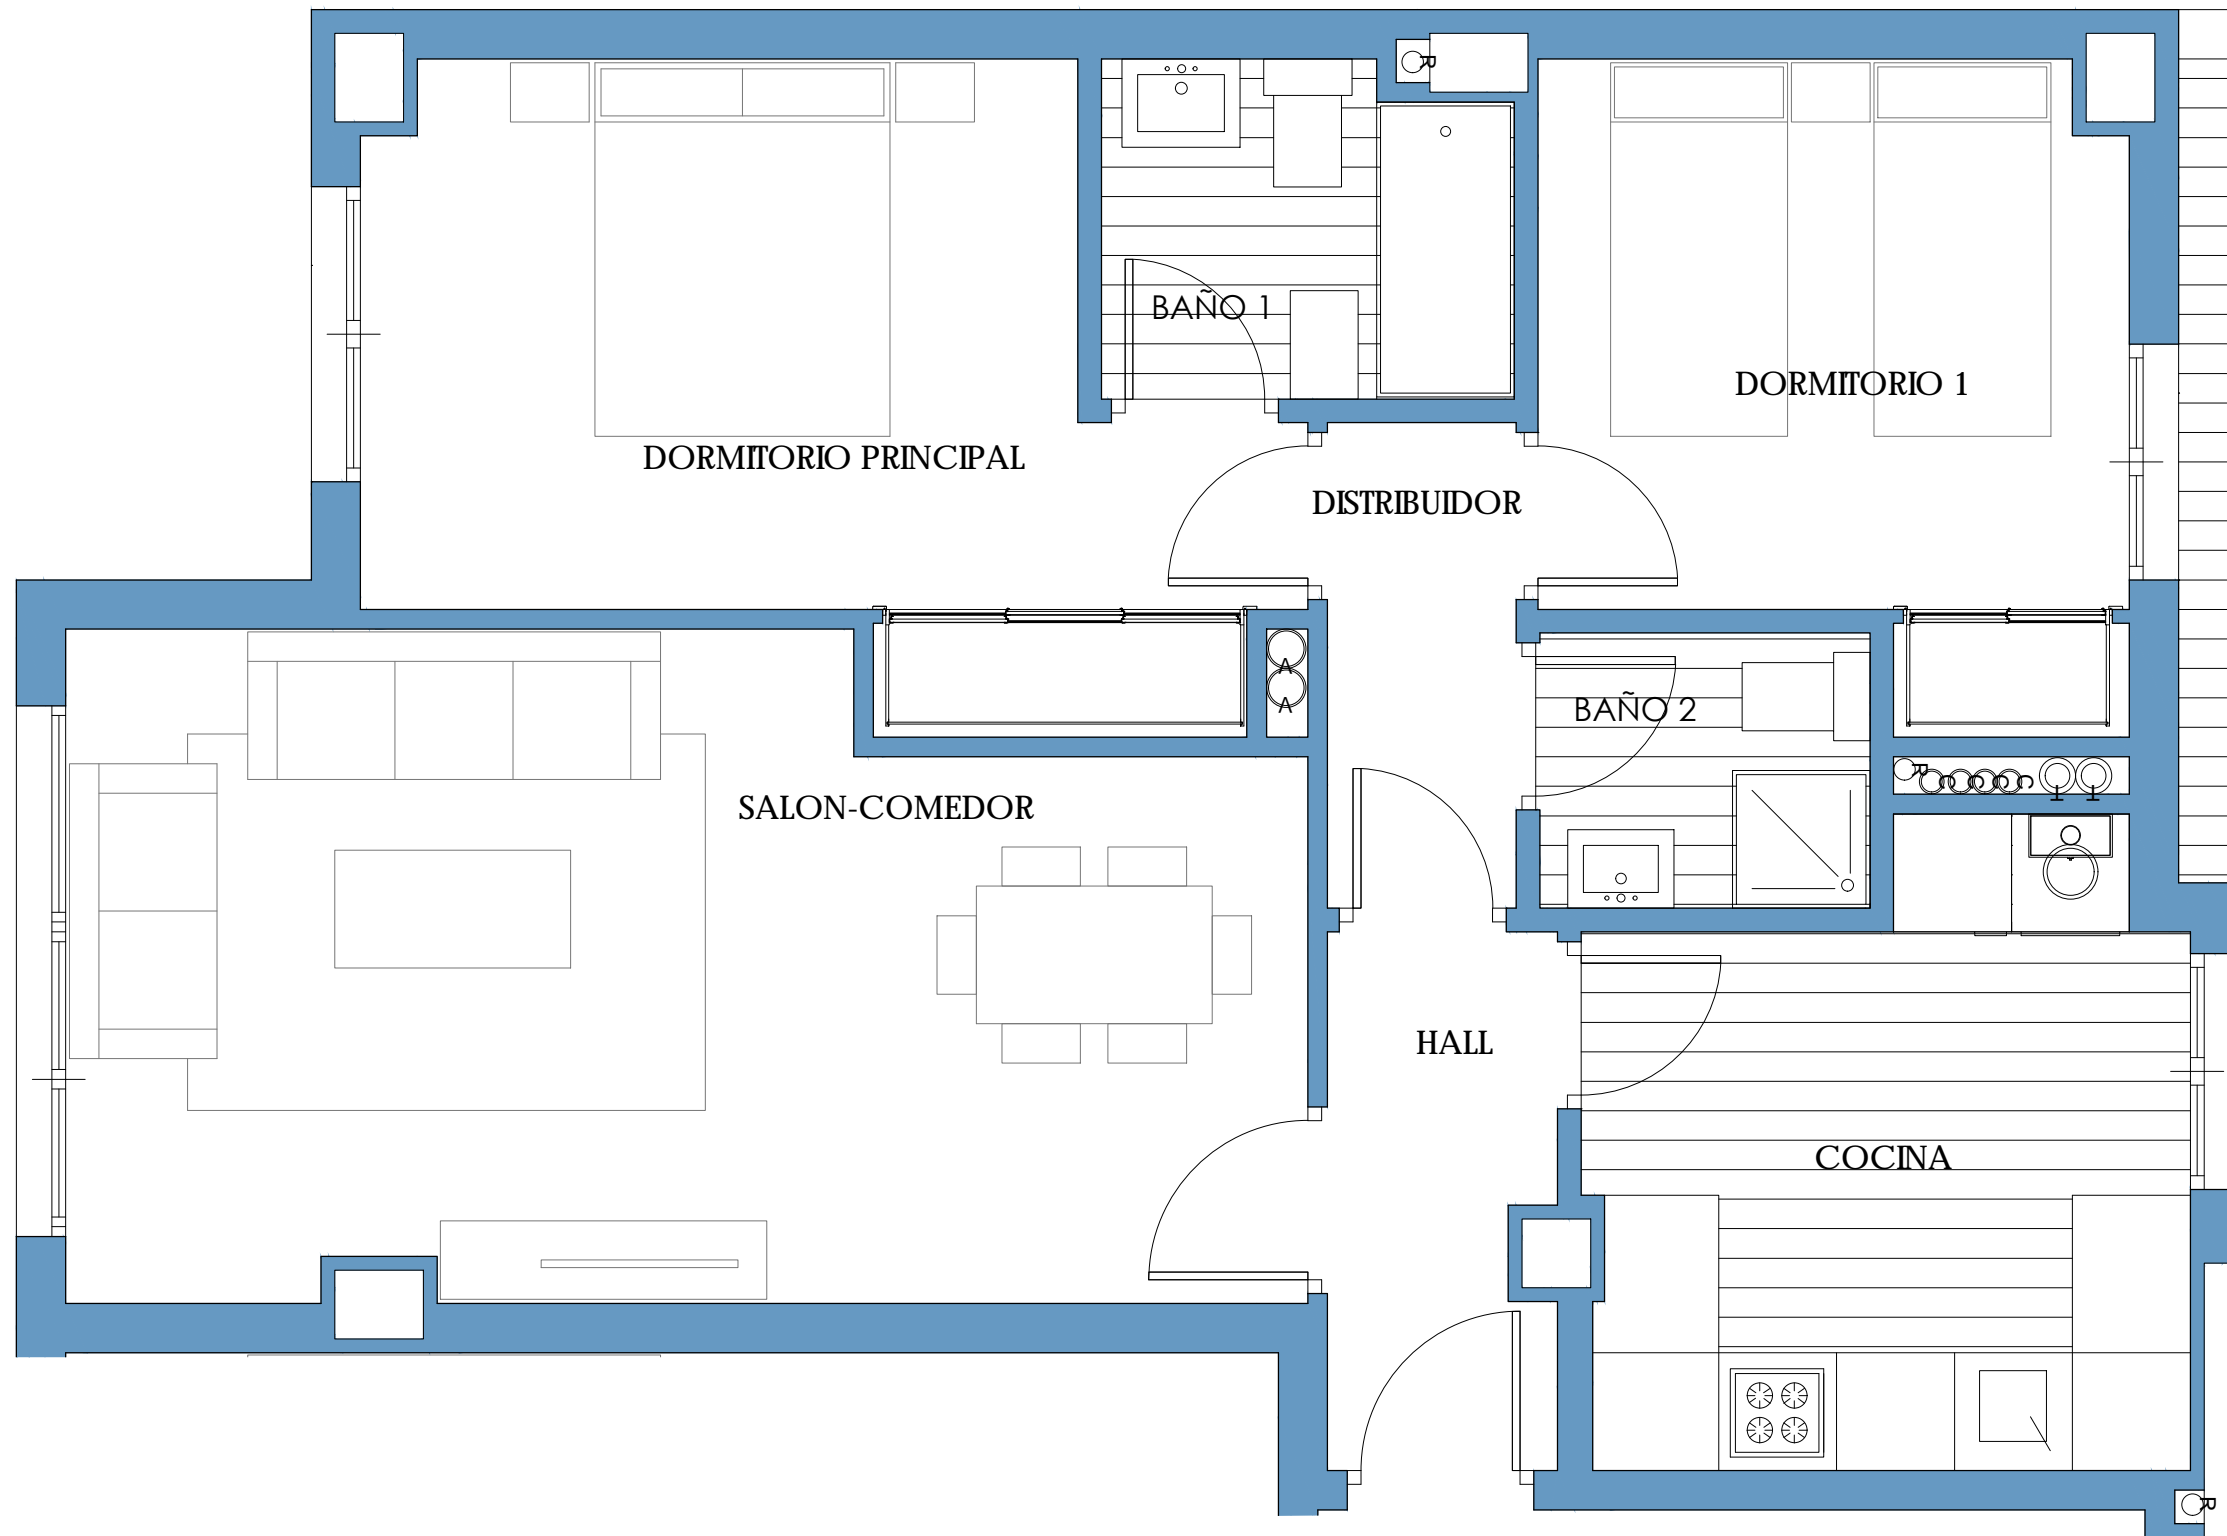 R
BAÑO 1
DORMITORIO 1
DORMITORIO PRINCIPAL
DISTRIBUIDOR
A
A
BAÑO 2
R C C C C T T
SALON-COMEDOR
HALL
COCINA
R